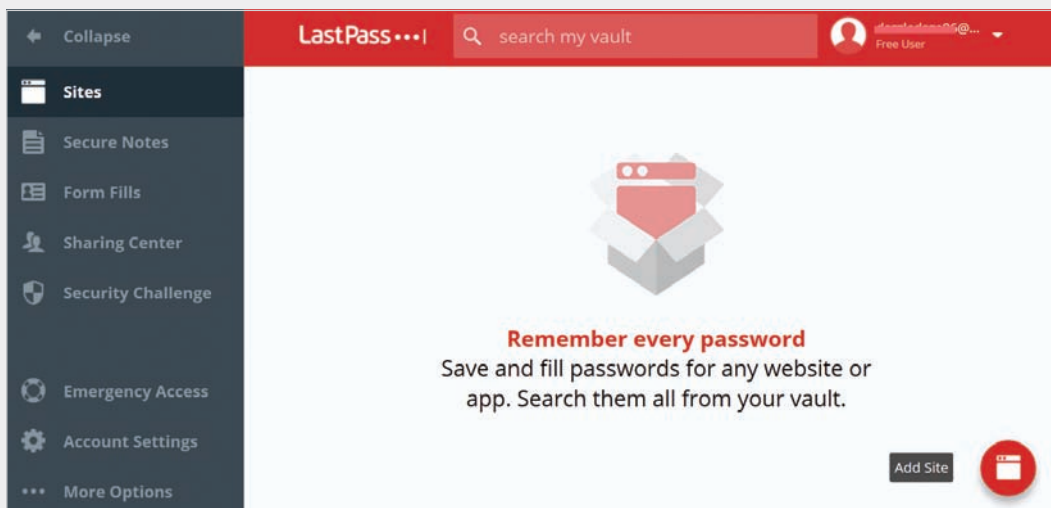 Collapse
LastPass •••|
search my vault
@...
Free User
Sites
Secure Notes
Form Fills
Sharing Center
Security Challenge
Emergency Access
Account Settings
More Options
Remember every password
Save and fill passwords for any website or
app. Search them all from your vault.
Add Site